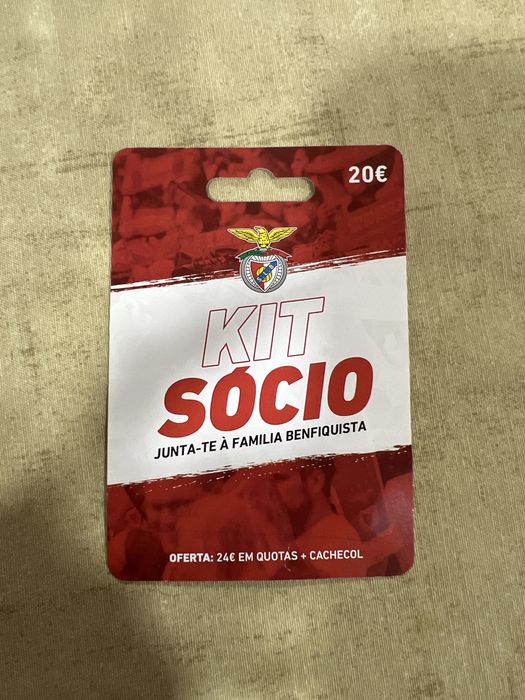 20€
KIT
SÓCIO
JUNTA-TE À FAMILIA BENFIQUISTA
OFERTA: 24€ EM QUOTAS + CACHECOL